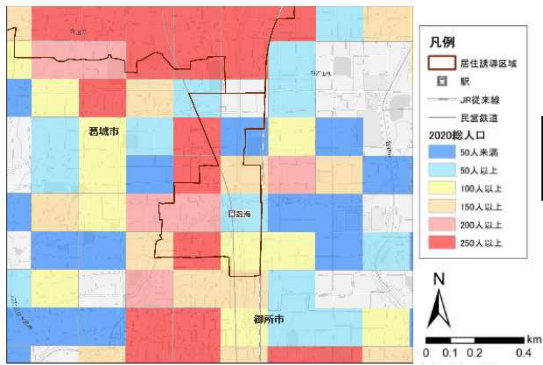 葛城市
忍海
御所市
凡例
居住誘導区域
駅
JR従来線
民営鉄道
2020総人口
50人未満
50人以上
100人以上
150人以上
200人以上
250人以上
N
km
0 0.1 0.2 0.4